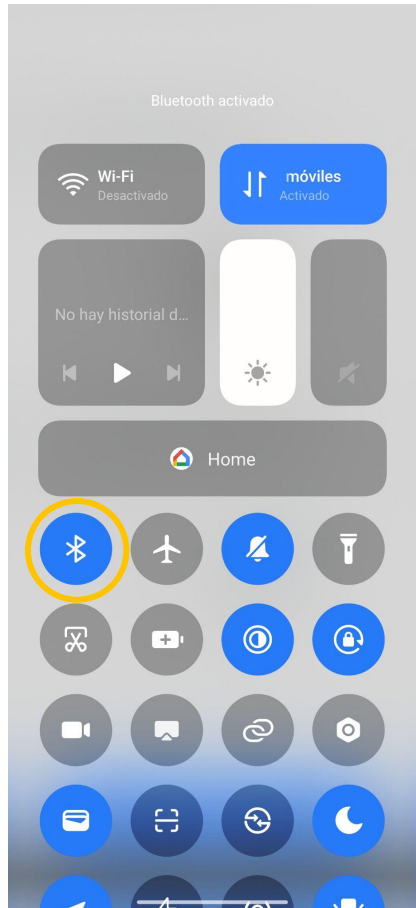 Bluetooth activado
Wi-Fi
Desactivado
móviles
Activado
No hay historial d...
Home